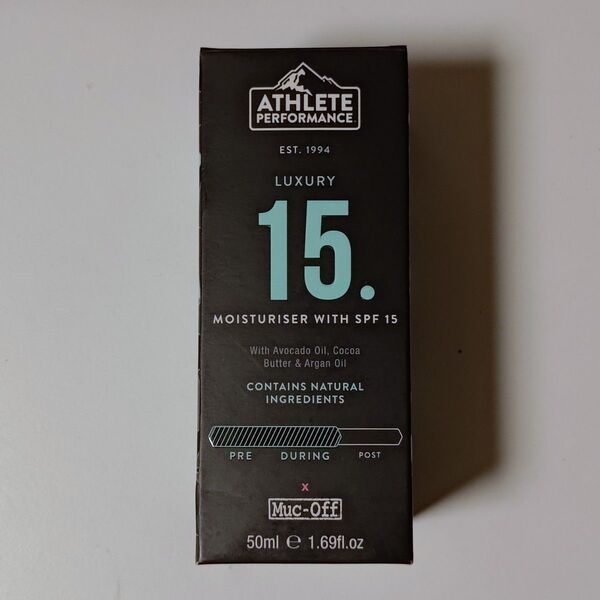 ATHLETE
PERFORMANCE
EST. 1994
LUXURY
15.
MOISTURISER WITH SPF 15
With Avocado Oil, Cocoa
Butter & Argan Oil
CONTAINS NATURAL
INGREDIENTS
PRE DURING POST
x
Muc-Off
50ml ℮ 1.69fl.oz